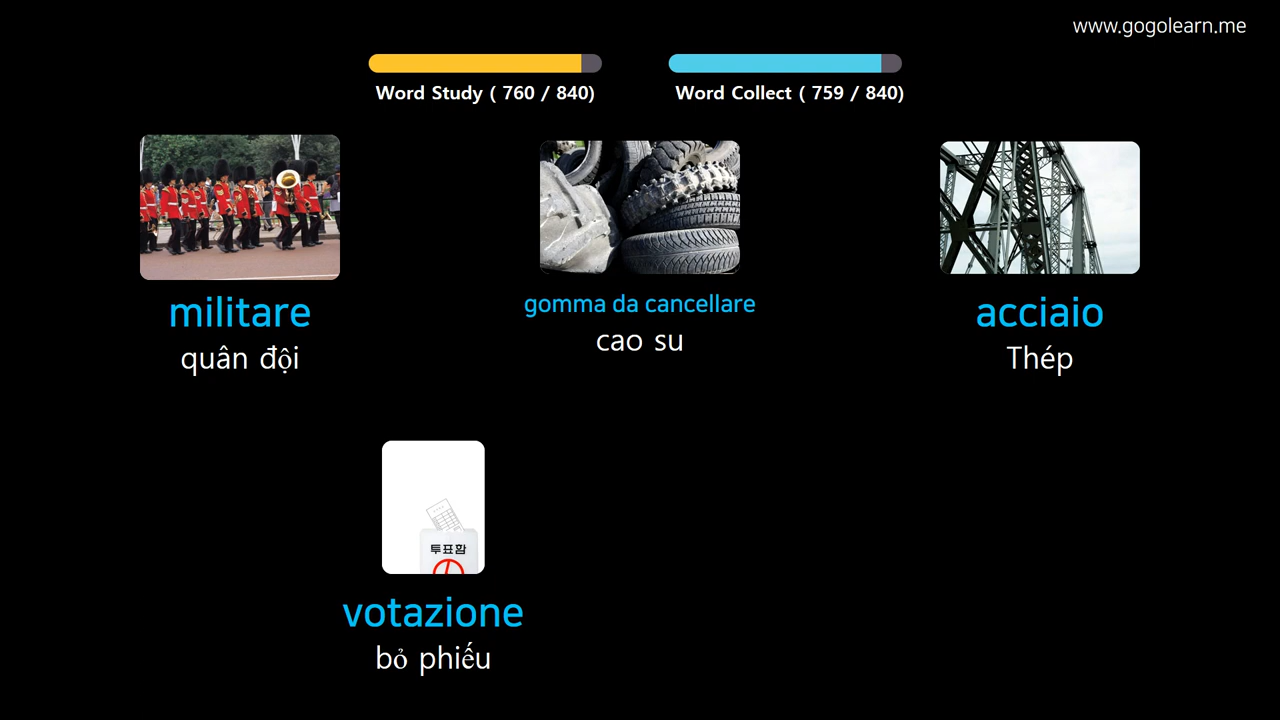 www.gogolearn.me
Word Study ( 760 / 840)
Word Collect ( 759 / 840)
militare
quân đội
gomma da cancellare
cao su
acciaio
Thép
투표함
votazione
bỏ phiếu